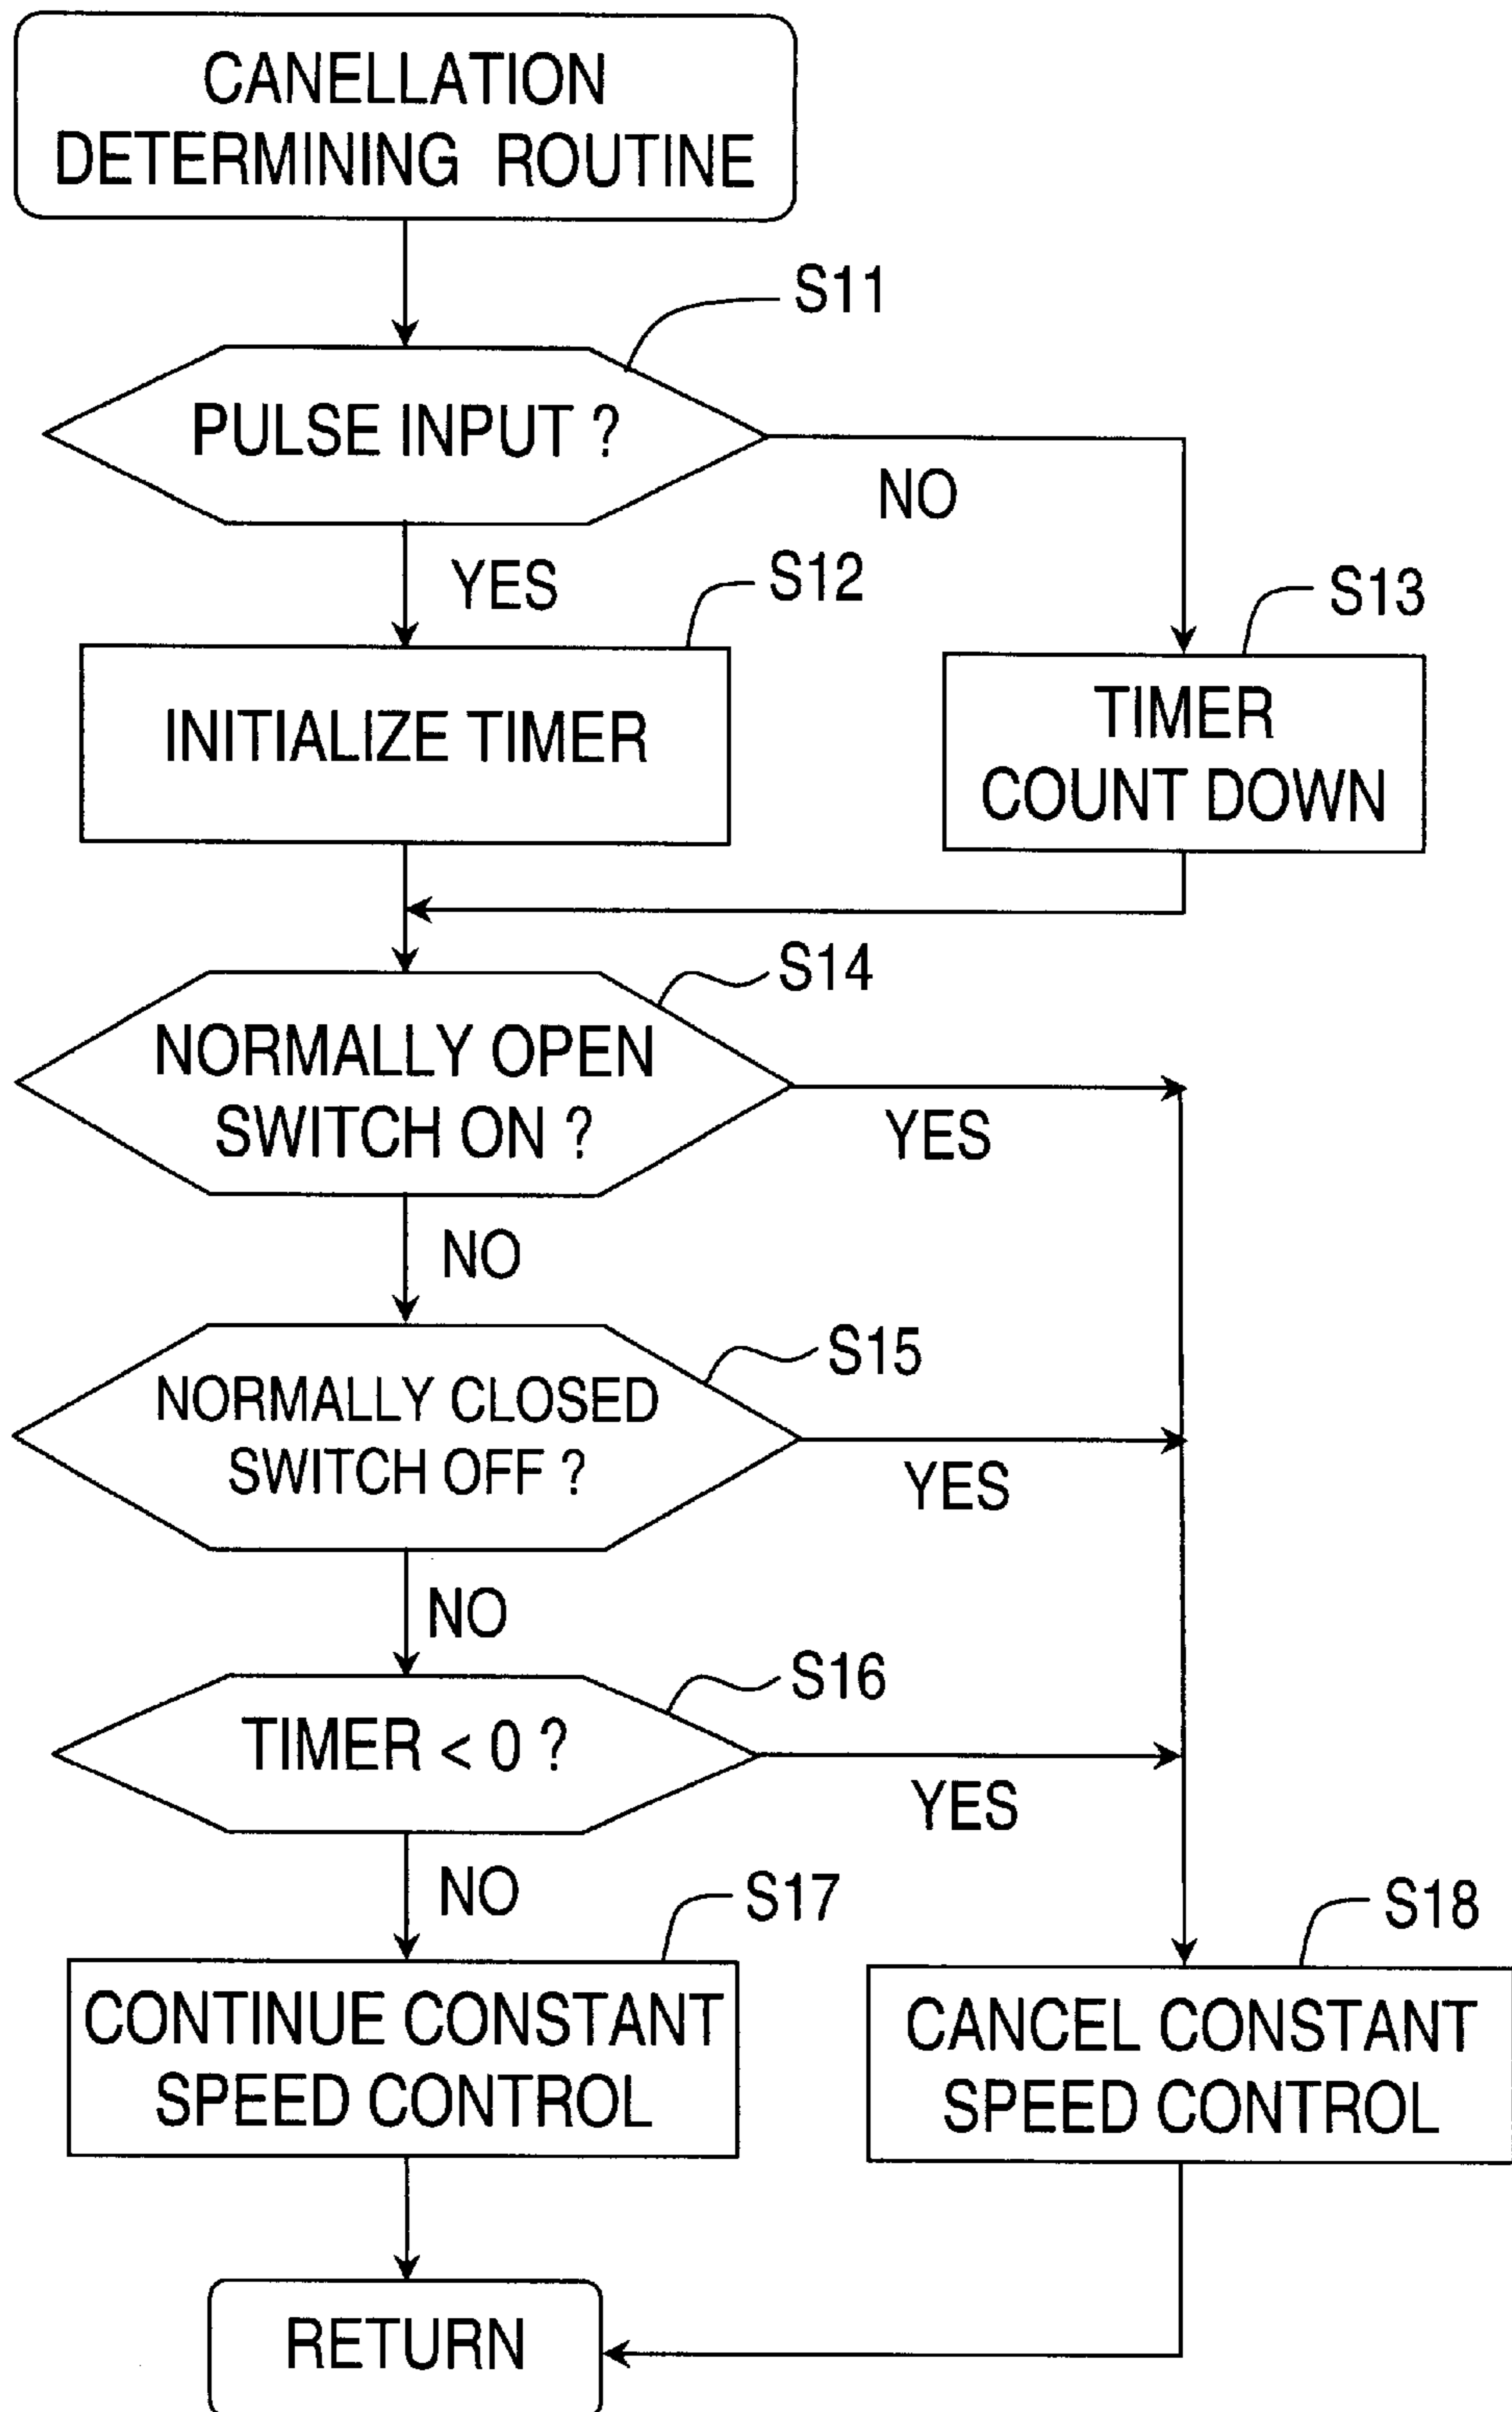 CANELLATION
DETERMINING ROUTINE
S11
PULSE INPUT ?
NO
YES
S12
S13
INITIALIZE TIMER
TIMER
COUNT DOWN
S14
NORMALLY OPEN
SWITCH ON ?
YES
NO
S15
NORMALLY CLOSED
SWITCH OFF ?
YES
NO
S16
TIMER < 0 ?
YES
NO
S17
S18
CONTINUE CONSTANT
SPEED CONTROL
CANCEL CONSTANT
SPEED CONTROL
RETURN